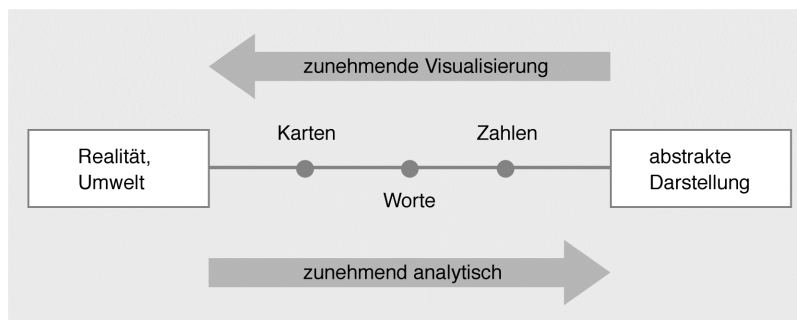 zunehmende Visualisierung
Karten
Zahlen
Realität,
Umwelt
abstrakte
Darstellung
Worte
zunehmend analytisch